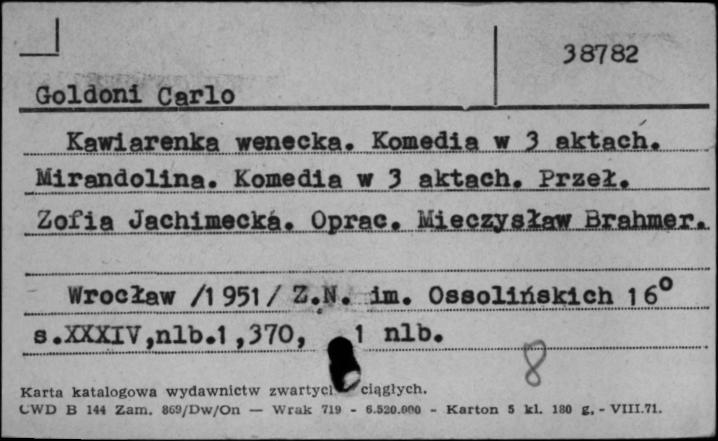 38782
Goldoni Carlo
Kawiarenka wenecka. Komedia w 3 aktach.
Mirandolina. Komedia w 3 aktach. Przeł.
Zofia Jachimecka. Oprac. Mieczysław Brahmer.
Wrocław /1951/ Z.N. im. Ossolińskich 16°
s.XXXIV,nlb.1,370, 1 nlb.
8
Karta katalogowa wydawnictw zwartych ciągłych.
CWD B 144 Zam. 869/Dw/On — Wrak 719 - 6.520.000 - Karton 5 kl. 180 g. - VIII.71.